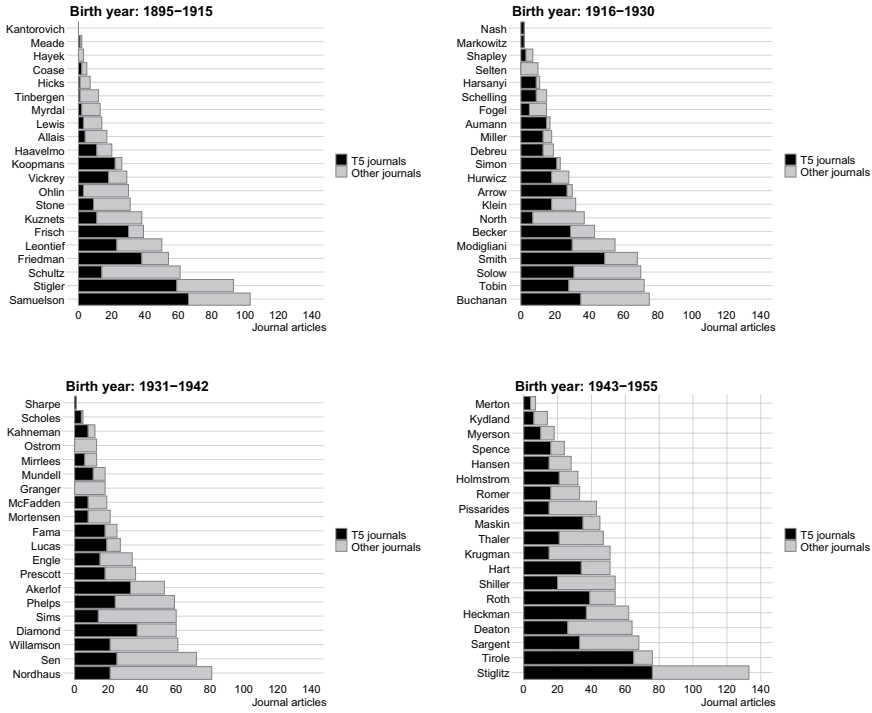 Birth year: 1895−1915
Kantorovich
Meade
Hayek
Coase
Hicks
Tinbergen
Myrdal
Lewis
Allais
Haavelmo
Koopmans
Vickrey
Ohlin
Stone
Kuznets
Frisch
Leontief
Friedman
Schultz
Stigler
Samuelson
0 20 40 60 80 100 120 140
Journal articles
T5 journals
Other journals
Birth year: 1916−1930
Nash
Markowitz
Shapley
Selten
Harsanyi
Schelling
Fogel
Aumann
Miller
Debreu
Simon
Hurwicz
Arrow
Klein
North
Becker
Modigliani
Smith
Solow
Tobin
Buchanan
0 20 40 60 80 100 120 140
Journal articles
T5 journals
Other journals
Birth year: 1931−1942
Sharpe
Scholes
Kahneman
Ostrom
Mirrlees
Mundell
Granger
McFadden
Mortensen
Fama
Lucas
Engle
Prescott
Akerlof
Phelps
Sims
Diamond
Willamson
Sen
Nordhaus
0 20 40 60 80 100 120 140
Journal articles
T5 journals
Other journals
Birth year: 1943−1955
Merton
Kydland
Myerson
Spence
Hansen
Holmstrom
Romer
Pissarides
Maskin
Thaler
Krugman
Hart
Shiller
Roth
Heckman
Deaton
Sargent
Tirole
Stiglitz
0 20 40 60 80 100 120 140
Journal articles
T5 journals
Other journals